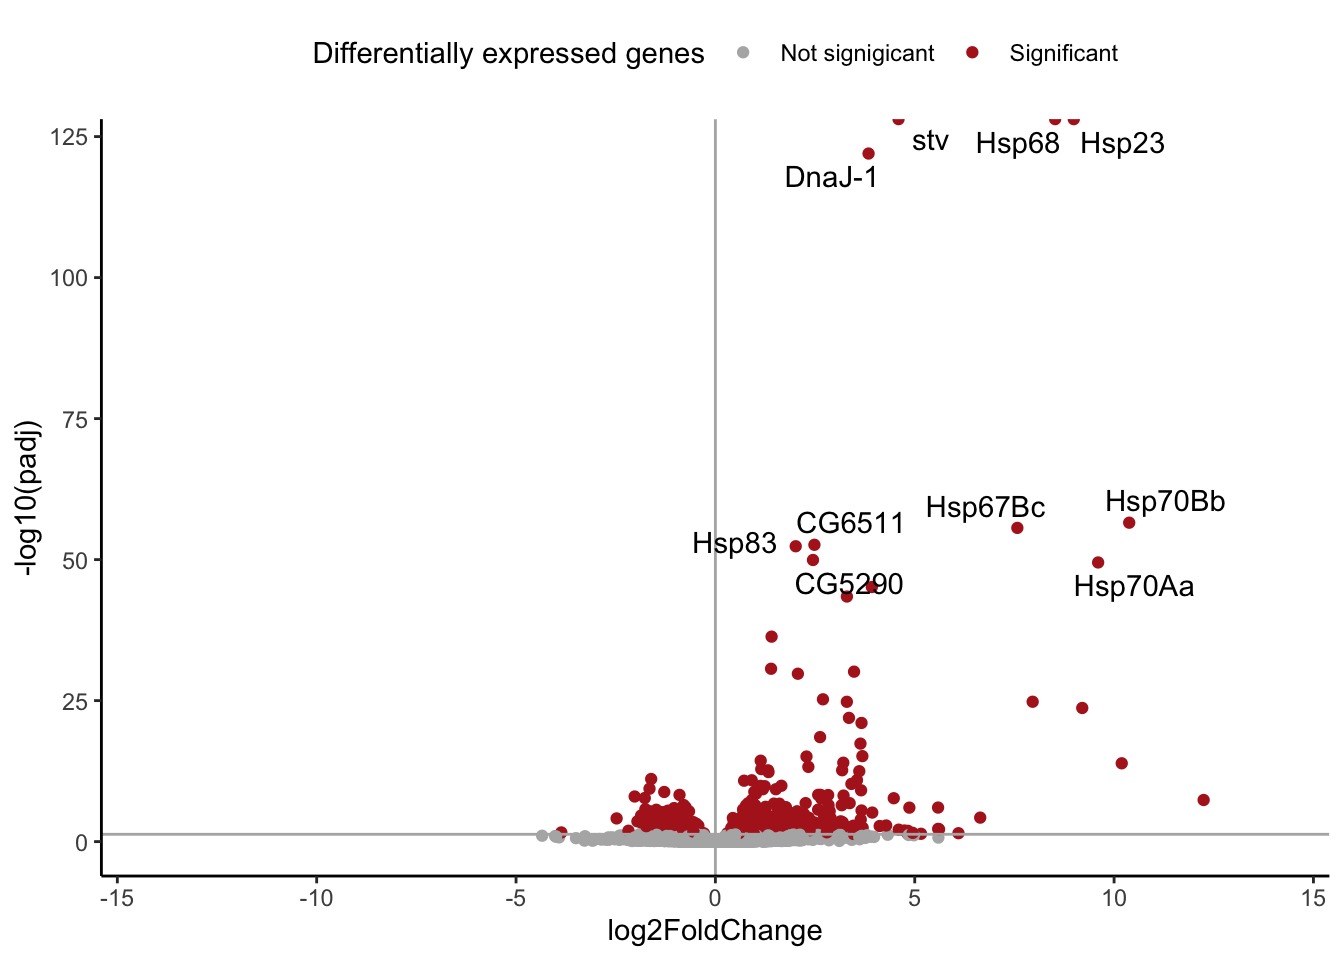 Differentially expressed genes Not signigicant Significant
125
stv Hsp68 Hsp23
DnaJ-1
100
75
Hsp67Bc Hsp70Bb
CG6511
Hsp83
50
CG5290 Hsp70Aa
25
0
-log10(padj)
-15 -10 -5 0 5 10 15
log2FoldChange